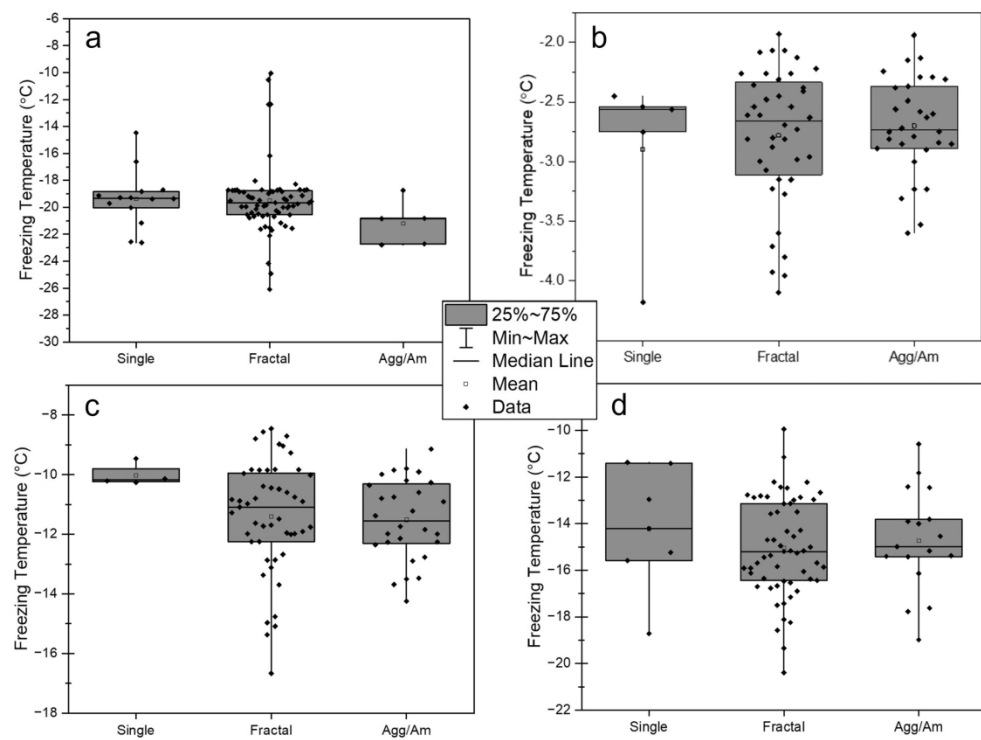 a
Freezing Temperature (°C)
-6
-8
-10
-12
-14
-16
-18
-20
-22
-24
-26
-28
-30
Single Fractal Agg/Am
b
Freezing Temperature (°C)
-2.0
-2.5
-3.0
-3.5
-4.0
Single Fractal Agg/Am
25%~75%
Min~Max
Median Line
Mean
Data
c
Freezing Temperature (°C)
−8
−10
−12
−14
−16
−18
Single Fractal Agg/Am
d
Freezing Temperature (°C)
−10
−12
−14
−16
−18
−20
−22
Single Fractal Agg/Am